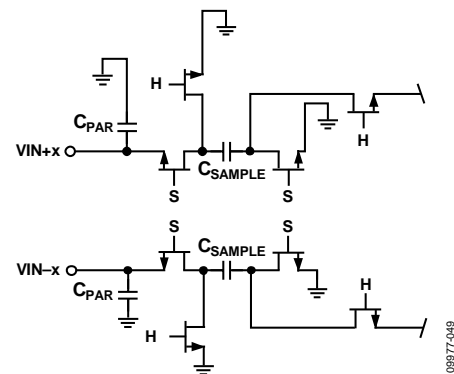 H
C_PAR
VIN+x
H
C_SAMPLE
S
S
S
C_SAMPLE
S
VIN–x
C_PAR
H
H
09977-049